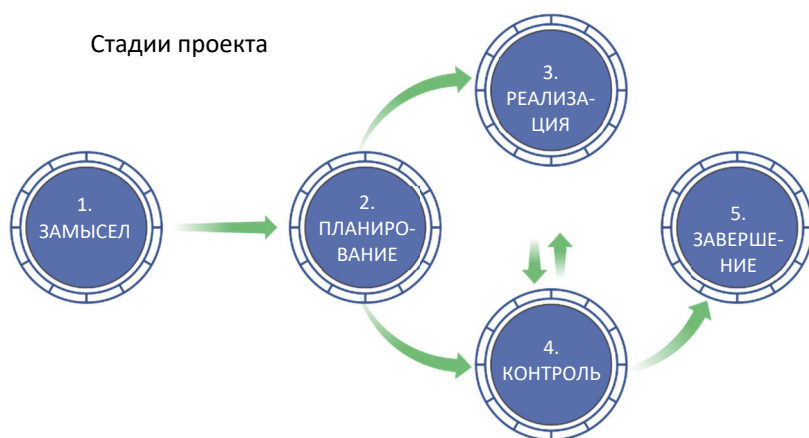 Стадии проекта
1.
ЗАМЫСЕЛ
2.
ПЛАНИРО-
ВАНИЕ
3.
РЕАЛИЗА-
ЦИЯ
4.
КОНТРОЛЬ
5.
ЗАВЕРШЕ-
НИЕ